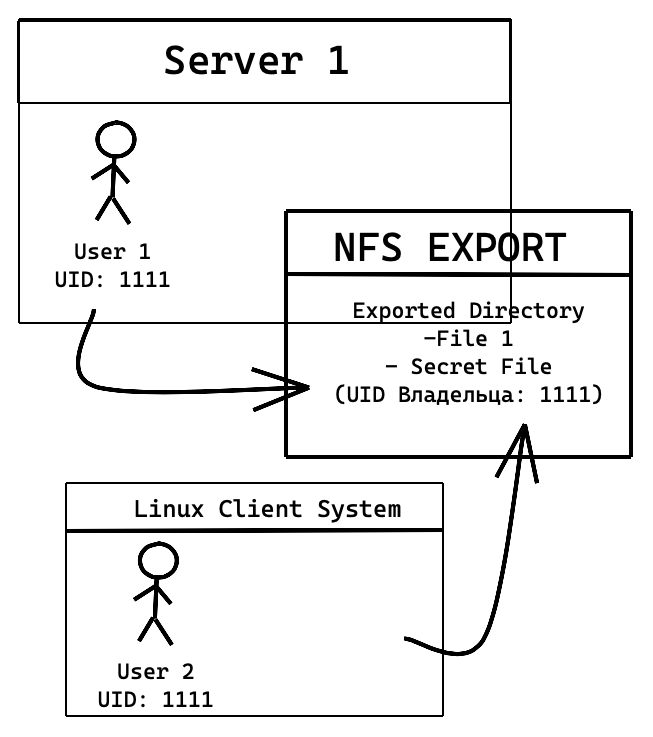 Server 1
User 1
UID: 1111
NFS EXPORT
Exported Directory
-File 1
- Secret File
(UID Владельца: 1111)
Linux Client System
User 2
UID: 1111